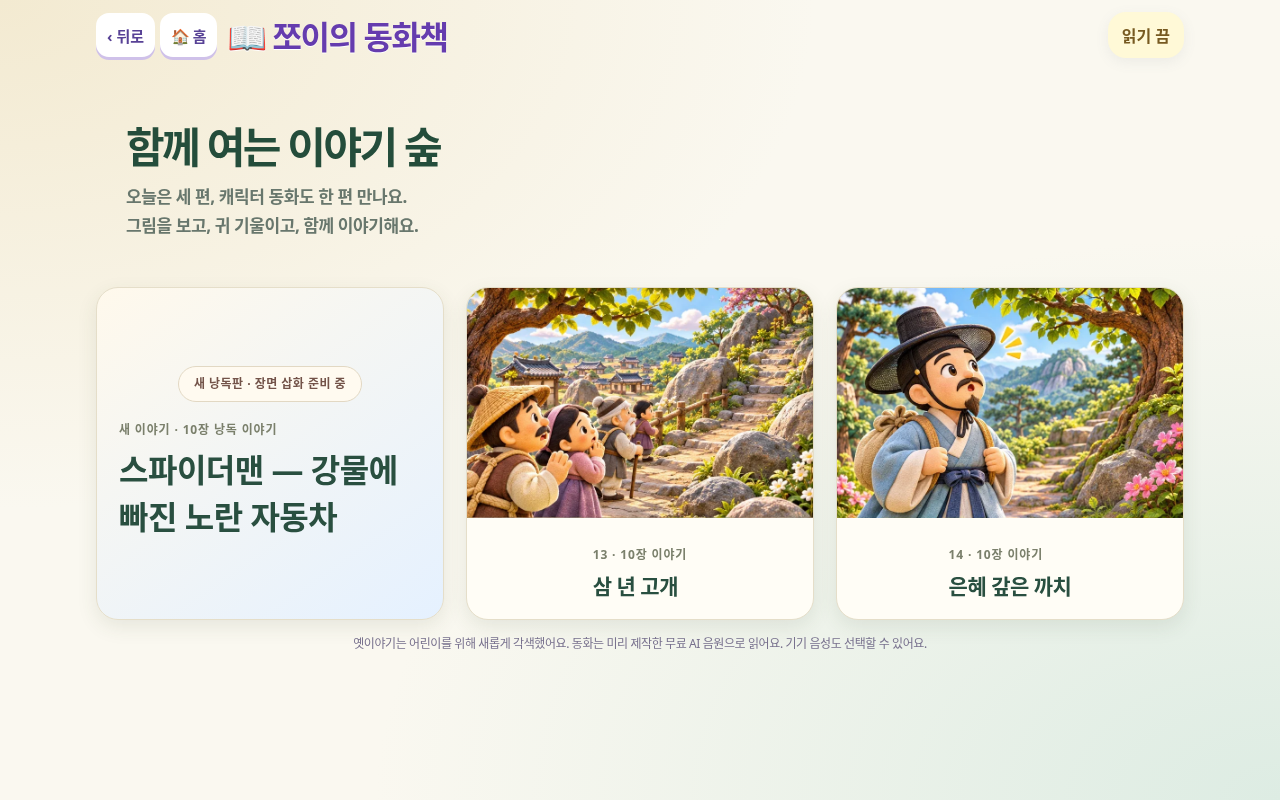 ‹ 뒤로
🏠 홈
📖 쪼이의 동화책
읽기 끔
함께 여는 이야기 숲
오늘은 세 편, 캐릭터 동화도 한 편 만나요.
그림을 보고, 귀 기울이고, 함께 이야기해요.
새 낭독판 · 장면 삽화 준비 중
새 이야기 · 10장 낭독 이야기
스파이더맨 — 강물에
빠진 노란 자동차
13 · 10장 이야기
삼 년 고개
14 · 10장 이야기
은혜 갚은 까치
옛이야기는 어린이를 위해 새롭게 각색했어요. 동화는 미리 제작한 무료 AI 음원으로 읽어요. 기기 음성도 선택할 수 있어요.